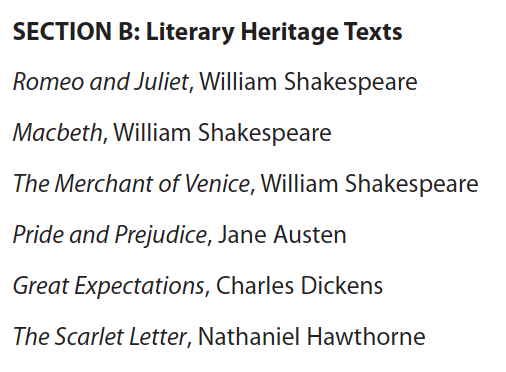 SECTION B: Literary Heritage Texts
Romeo and Juliet, William Shakespeare
Macbeth, William Shakespeare
The Merchant of Venice, William Shakespeare
Pride and Prejudice, Jane Austen
Great Expectations, Charles Dickens
The Scarlet Letter, Nathaniel Hawthorne